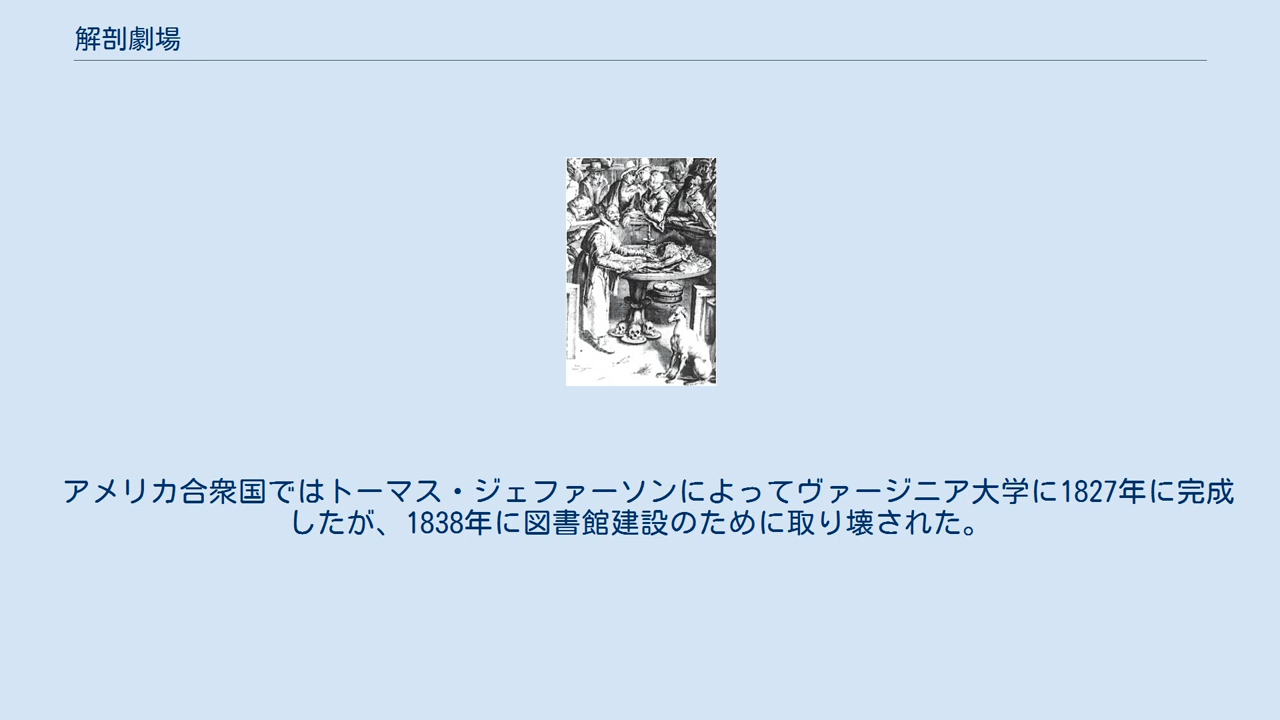 解剖劇場
アメリカ合衆国ではトーマス・ジェファーソンによってヴァージニア大学に1827年に完成
したが、1838年に図書館建設のために取り壊された。